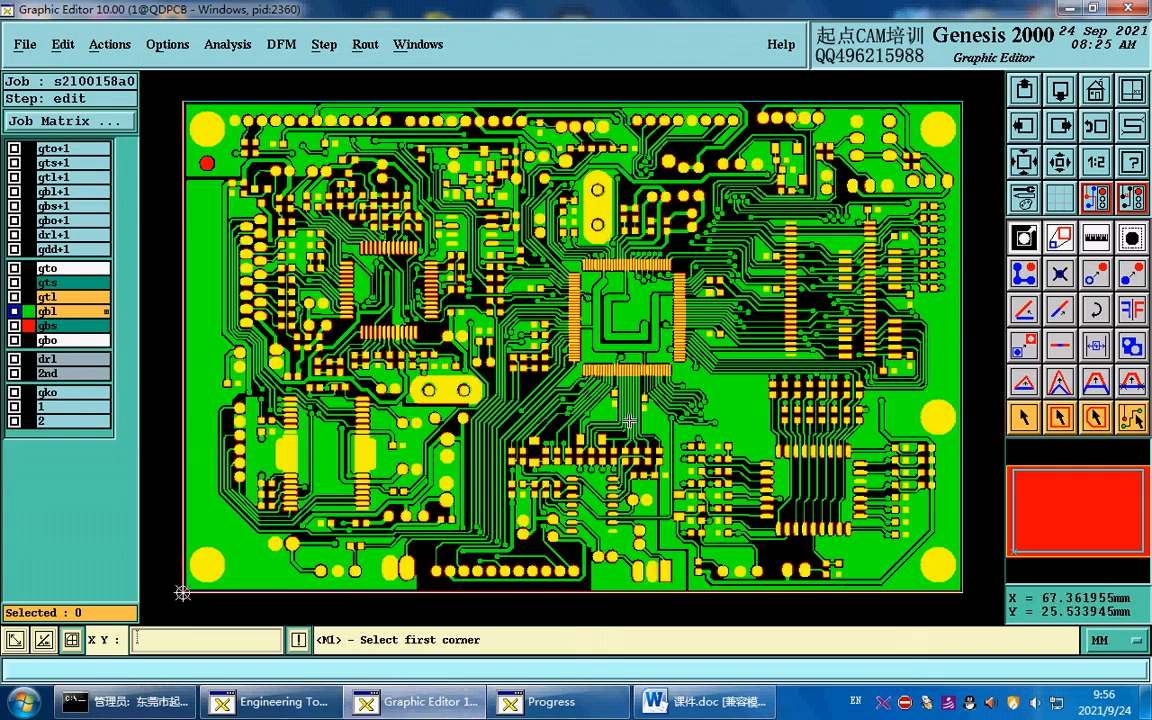 Graphic Editor 10.00 (1@QDPCB - Windows, pid:2360)
File Edit Actions Options Analysis DFM Step Rout Windows Help
起点CAM培训
QQ496215988
Genesis 2000
24 Sep 2021
08:25 AM
Graphic Editor
Job : s2100158a0
Step: edit
Job Matrix ...
gto+1
gts+1
gtl+1
gbl+1
gbs+1
gbo+1
drl+1
gdd+1
gto
gts
gtl
gbl
gbs
gbo
drl
2nd
gko
1
2
1:2
?
Selected : 0
X = 67.361955mm
Y = 25.533945mm
X Y :
!
<M1> - Select first corner
MM
管理员: 东莞市起...
Engineering To...
Graphic Editor 1...
Progress
课件.doc [兼容模...
EN
9:56
2021/9/24